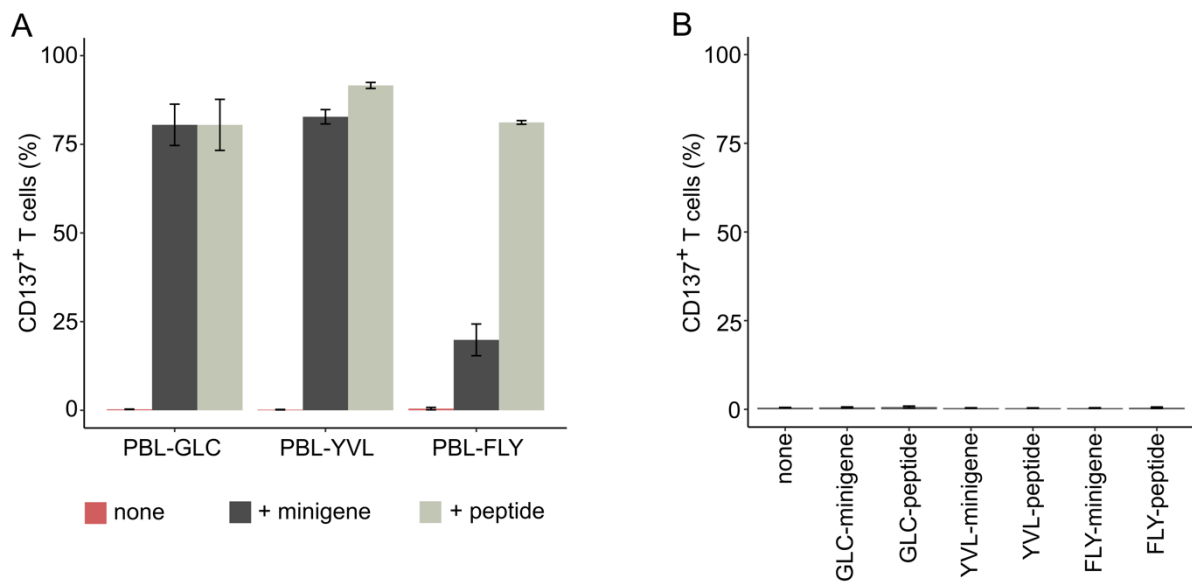 A
CD137⁺ T cells (%)
100
75
50
25
0
PBL-GLC PBL-YVL PBL-FLY
none + minigene + peptide
B
CD137⁺ T cells (%)
100
75
50
25
0
none
GLC-minigene
GLC-peptide
YVL-minigene
YVL-peptide
FLY-minigene
FLY-peptide